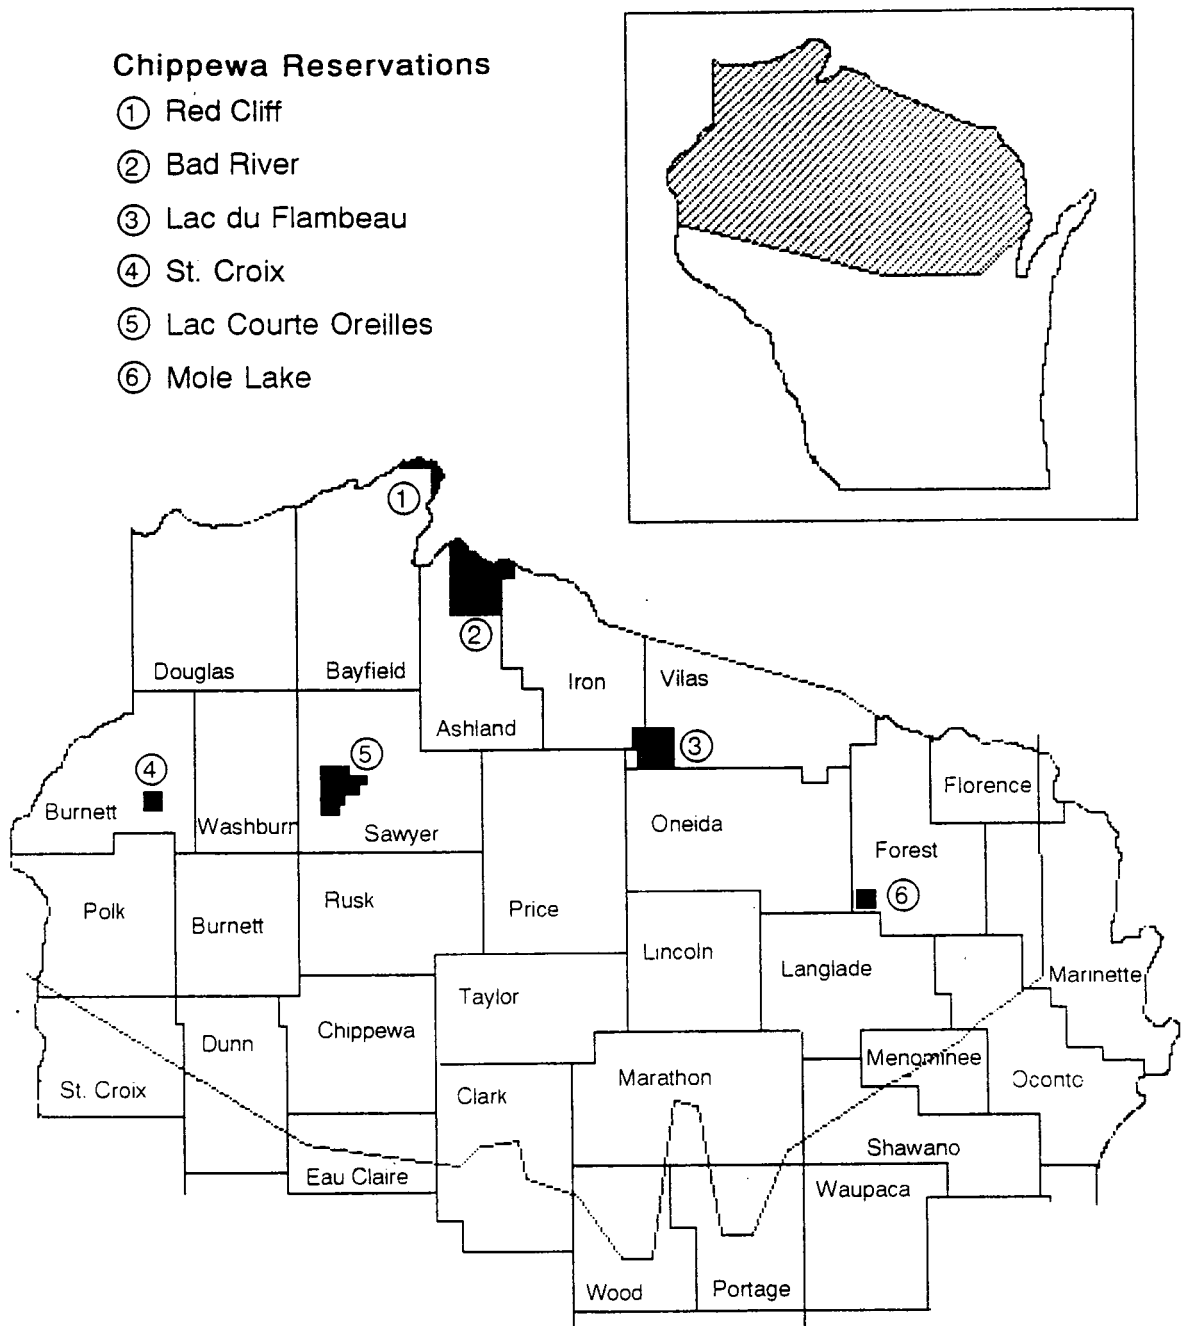 Chippewa Reservations
① Red Cliff
② Bad River
③ Lac du Flambeau
④ St. Croix
⑤ Lac Courte Oreilles
⑥ Mole Lake
①
②
Douglas
Bayfield
Iron
Vilas
Ashland
③
④
⑤
Burnett
Washburn
Sawyer
Oneida
Florence
Forest
⑥
Polk
Burnett
Rusk
Price
Lincoln
Langlade
Marinette
Taylor
Chippewa
Dunn
St. Croix
Clark
Marathon
Menominee
Oconto
Eau Claire
Shawano
Waupaca
Wood
Portage